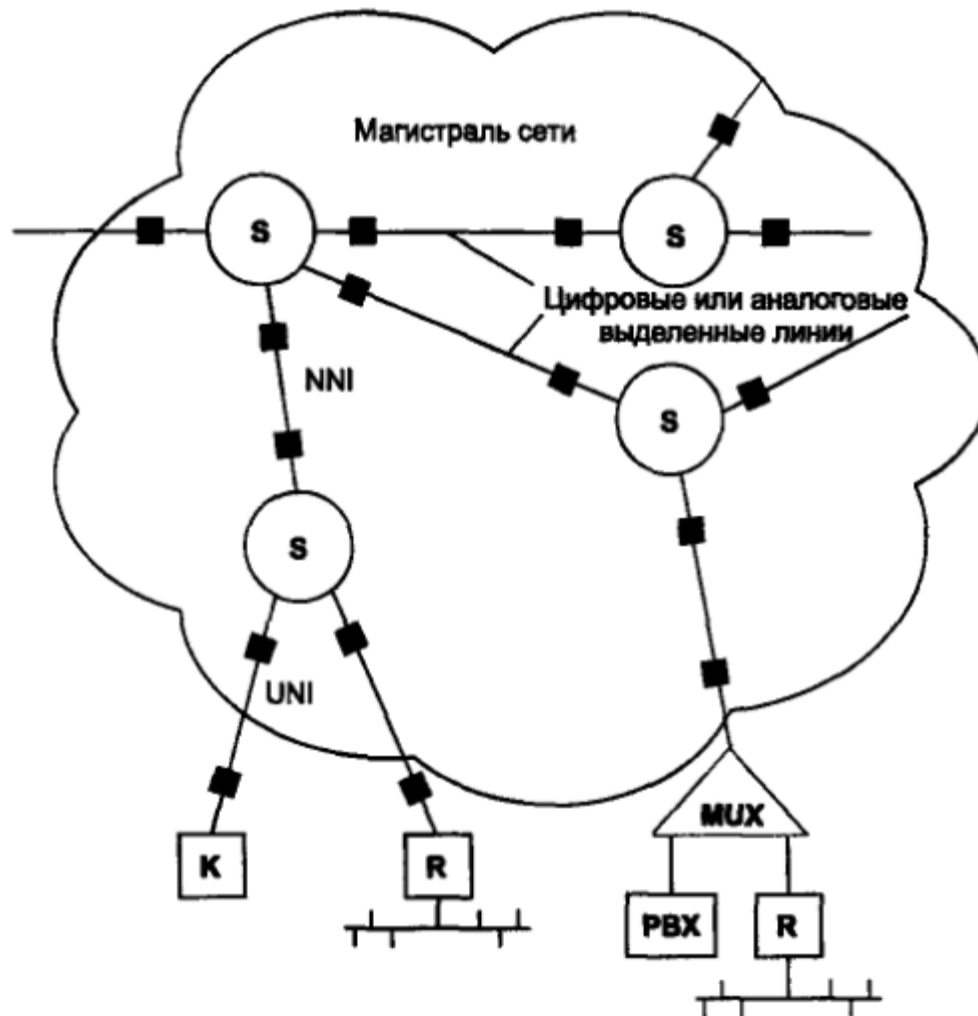 Магистраль сети
S
S
Цифровые или аналоговые
выделенные линии
NNI
S
S
UNI
MUX
K
R
PBX
R